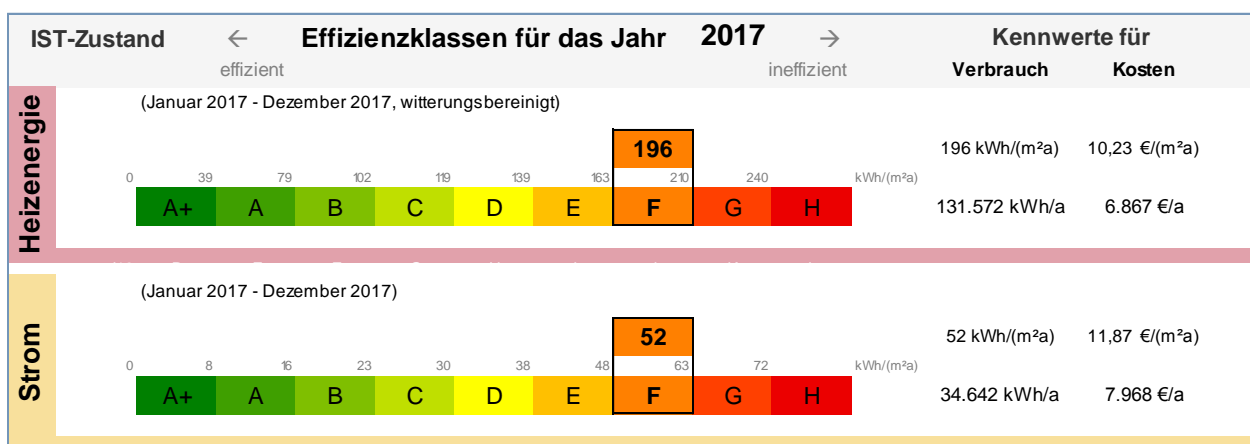 IST-Zustand ← Effizienzklassen für das Jahr 2017 → Kennwerte für
effizient ineffizient Verbrauch Kosten
Heizenergie
(Januar 2017 - Dezember 2017, witterungsbereinigt)
196 196 kWh/(m²a) 10,23 €/(m²a)
0 39 79 102 119 139 163 210 240 kWh/(m²a)
A+ A B C D E F G H 131.572 kWh/a 6.867 €/a
Strom
(Januar 2017 - Dezember 2017)
52 52 kWh/(m²a) 11,87 €/(m²a)
0 8 16 23 30 38 48 63 72 kWh/(m²a)
A+ A B C D E F G H 34.642 kWh/a 7.968 €/a